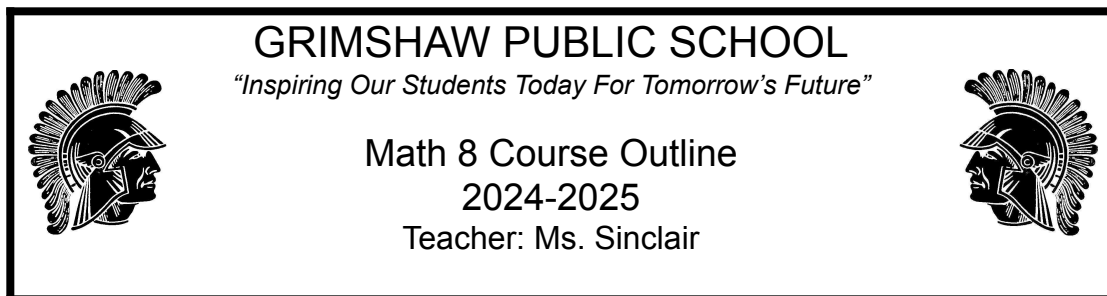 GRIMSHAW PUBLIC SCHOOL
“Inspiring Our Students Today For Tomorrow’s Future”
Math 8 Course Outline
2024-2025
Teacher: Ms. Sinclair